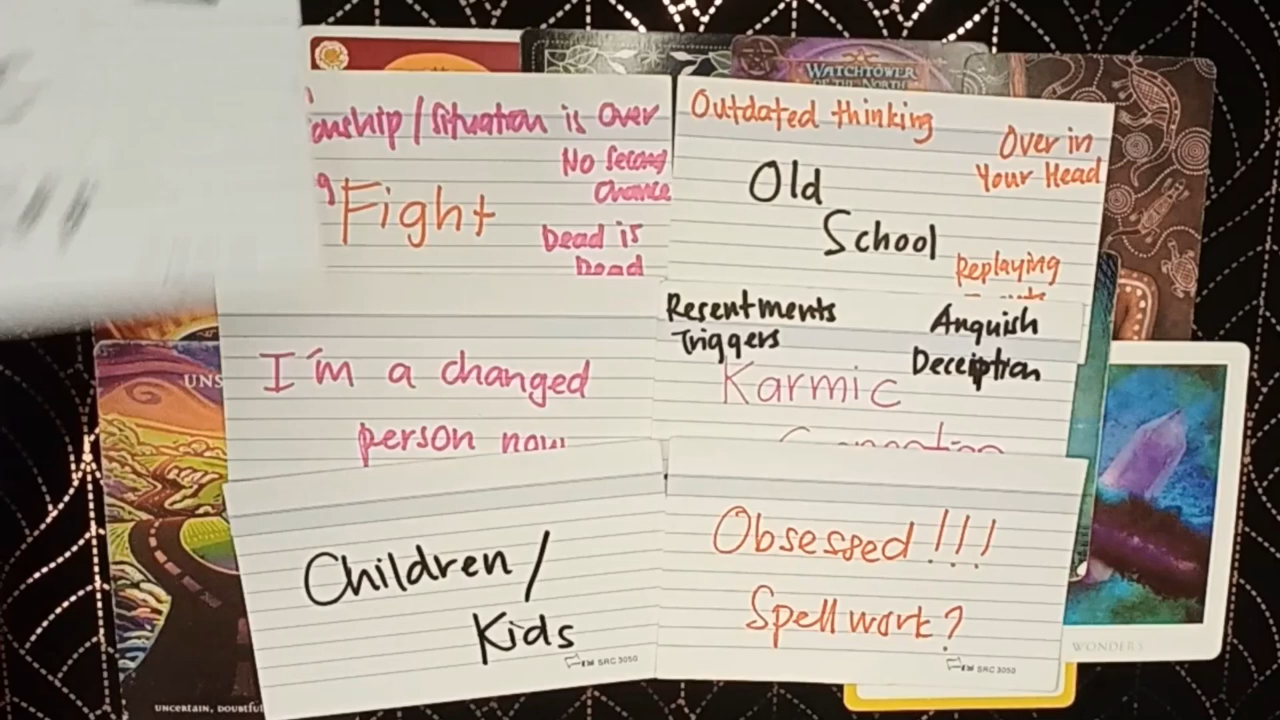 WATCHTOWER
OF THE NORTH
/Situation is over
No Second
Chance
Fight
Dead is
Dead
Outdated thinking
Over in
Your Head
Old
School
Replaying
Resentments
Triggers
Anguish
Deceiption
Karmic
I'm a changed
person now
UNS
Children/
Kids
SRC 3050
Obsessed!!!
Spellwork?
SRC 3050
WONDERS
UNCERTAIN, DOUBTFUL